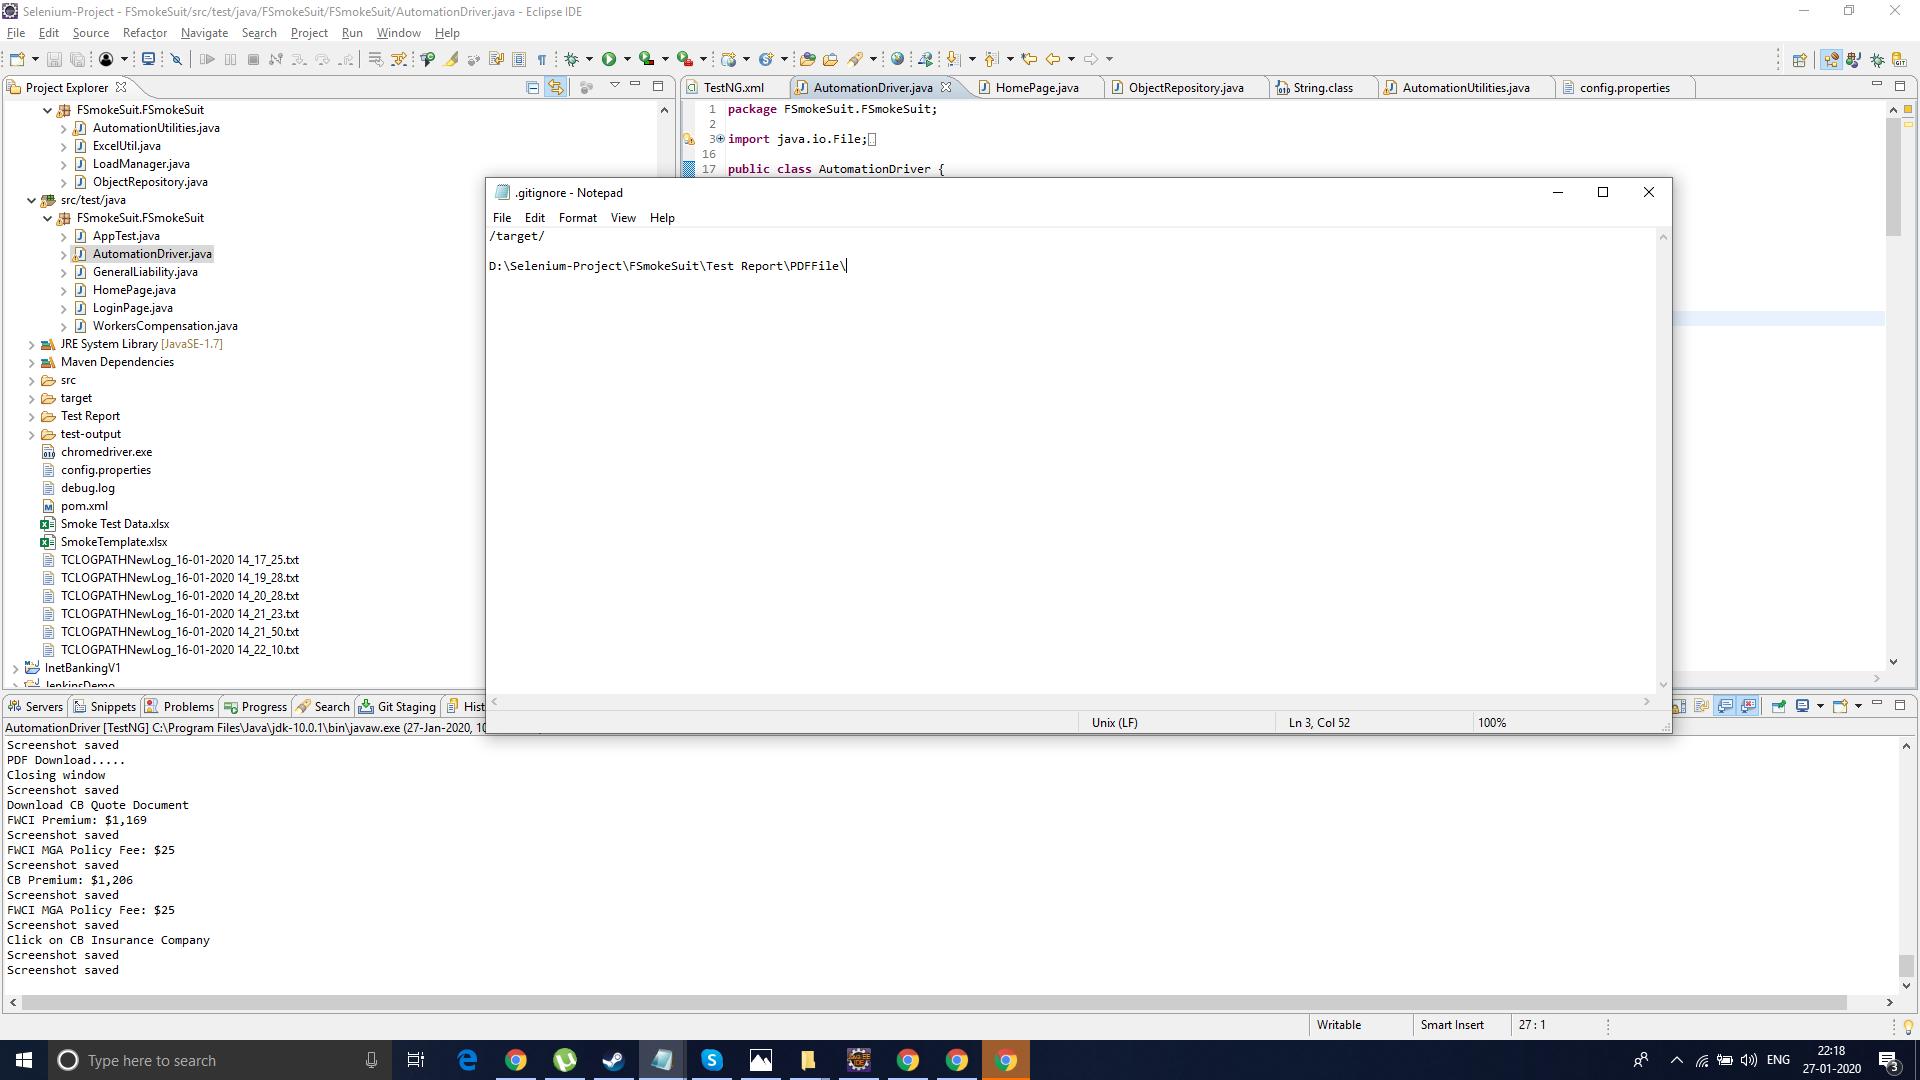 Selenium-Project - FSmokeSuit/src/test/java/FSmokeSuit/FSmokeSuit/AutomationDriver.java - Eclipse IDE
File Edit Source Refactor Navigate Search Project Run Window Help
Project Explorer
FSmokeSuit.FSmokeSuit
AutomationUtilities.java
ExcelUtil.java
LoadManager.java
ObjectRepository.java
src/test/java
FSmokeSuit.FSmokeSuit
AppTest.java
AutomationDriver.java
GeneralLiability.java
HomePage.java
LoginPage.java
WorkersCompensation.java
JRE System Library [JavaSE-1.7]
Maven Dependencies
src
target
Test Report
test-output
chromedriver.exe
config.properties
debug.log
pom.xml
Smoke Test Data.xlsx
SmokeTemplate.xlsx
TCLOGPATHNewLog_16-01-2020 14_17_25.txt
TCLOGPATHNewLog_16-01-2020 14_19_28.txt
TCLOGPATHNewLog_16-01-2020 14_20_28.txt
TCLOGPATHNewLog_16-01-2020 14_21_23.txt
TCLOGPATHNewLog_16-01-2020 14_21_50.txt
TCLOGPATHNewLog_16-01-2020 14_22_10.txt
InetBankingV1
JenkinsDemo
TestNG.xml AutomationDriver.java HomePage.java ObjectRepository.java String.class AutomationUtilities.java config.properties
1 package FSmokeSuit.FSmokeSuit;
2
3 import java.io.File;
16
17 public class AutomationDriver {
.gitignore - Notepad
File Edit Format View Help
/target/
D:\Selenium-Project\FSmokeSuit\Test Report\PDFFile\
Unix (LF) Ln 3, Col 52 100%
Servers Snippets Problems Progress Search Git Staging Hist
AutomationDriver [TestNG] C:\Program Files\Java\jdk-10.0.1\bin\javaw.exe (27-Jan-2020, 10
Screenshot saved
PDF Download.....
Closing window
Screenshot saved
Download CB Quote Document
FWCI Premium: $1,169
Screenshot saved
FWCI MGA Policy Fee: $25
Screenshot saved
CB Premium: $1,206
Screenshot saved
FWCI MGA Policy Fee: $25
Screenshot saved
Click on CB Insurance Company
Screenshot saved
Screenshot saved
Writable Smart Insert 27 : 1
Type here to search
ENG
22:18
27-01-2020
3